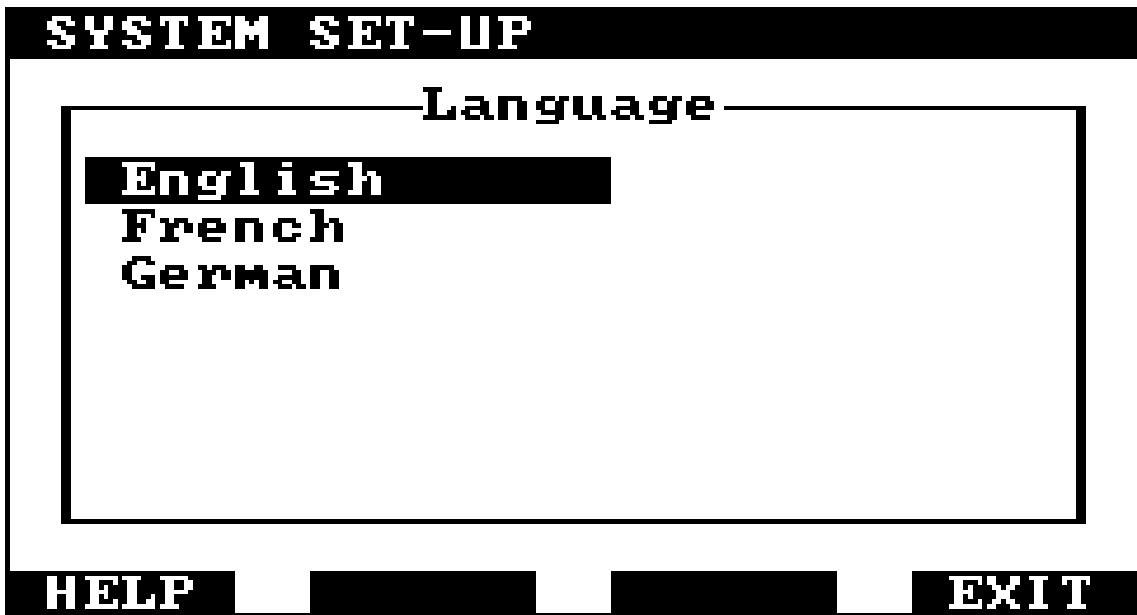 SYSTEM SET-UP
Language
English
French
German
HELP EXIT